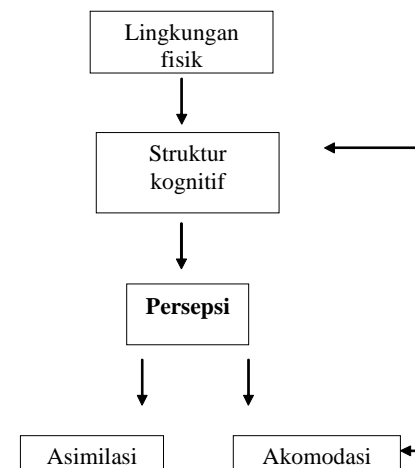 Lingkungan
fisik
Struktur
kognitif
Persepsi
Asimilasi
Akomodasi